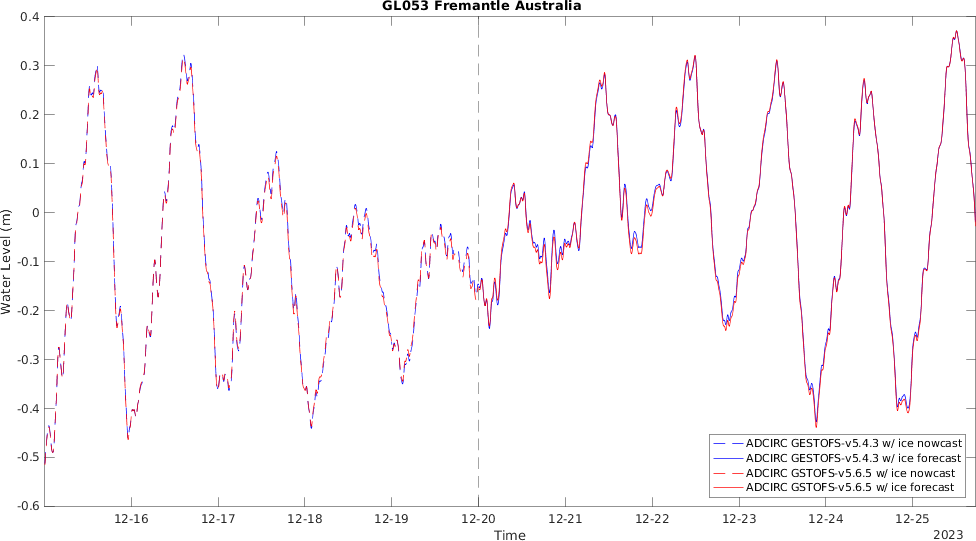 GL053 Fremantle Australia
0.4
0.3
0.2
0.1
0
-0.1
-0.2
-0.3
-0.4
-0.5
-0.6
Water Level (m)
ADCIRC GESTOFS-v5.4.3 w/ ice nowcast
ADCIRC GESTOFS-v5.4.3 w/ ice forecast
ADCIRC GSTOFS-v5.6.5 w/ ice nowcast
ADCIRC GSTOFS-v5.6.5 w/ ice forecast
12-16 12-17 12-18 12-19 12-20 12-21 12-22 12-23 12-24 12-25
Time
2023